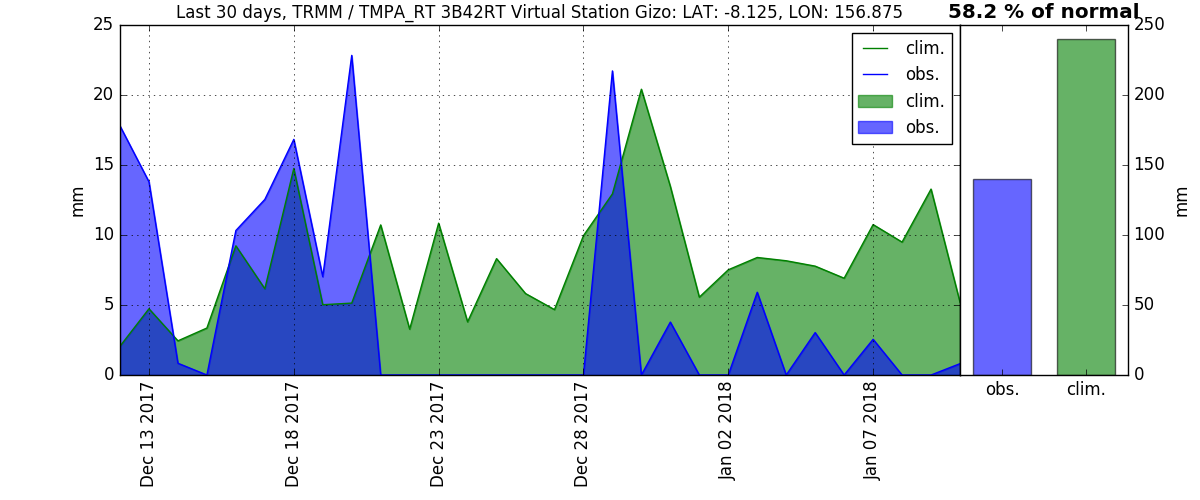 Last 30 days, TRMM / TMPA_RT 3B42RT Virtual Station Gizo: LAT: -8.125, LON: 156.875
58.2 % of normal
25
20
15
10
5
0
mm
clim.
obs.
clim.
obs.
250
200
150
100
50
0
mm
obs.
clim.
Dec 13 2017
Dec 18 2017
Dec 23 2017
Dec 28 2017
Jan 02 2018
Jan 07 2018